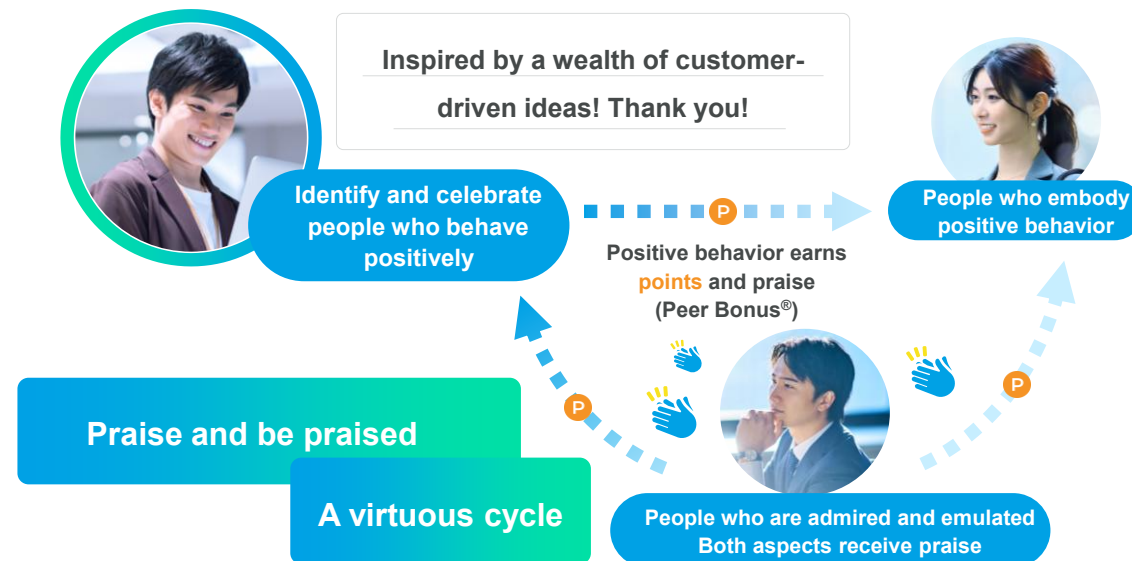 Inspired by a wealth of customer-
driven ideas! Thank you!
Identify and celebrate
people who behave
positively
P
People who embody
positive behavior
Positive behavior earns
points and praise
(Peer Bonus®)
P
P
Praise and be praised
A virtuous cycle
People who are admired and emulated
Both aspects receive praise